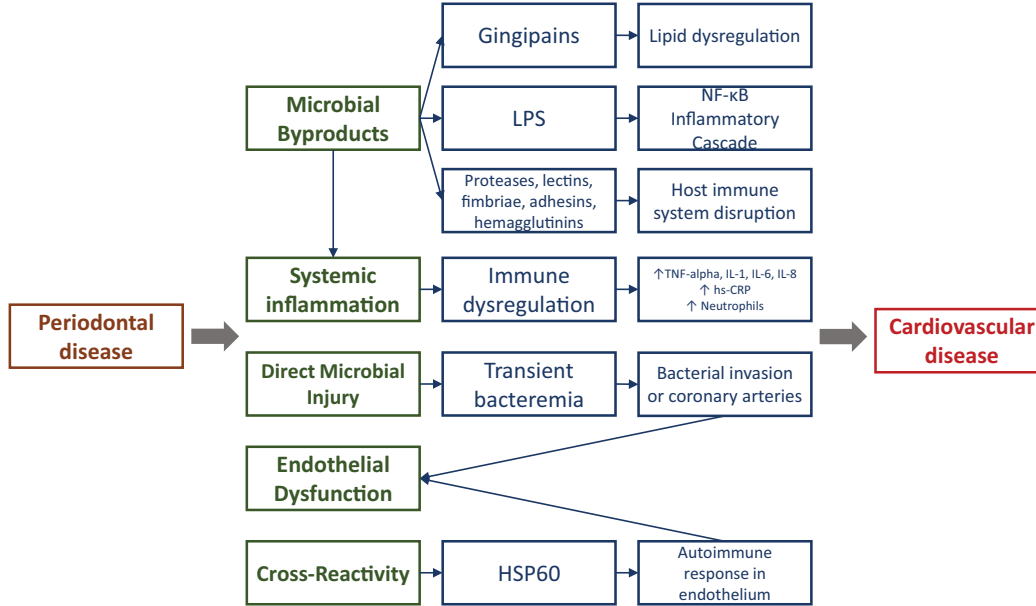 Periodontal
disease
Microbial
Byproducts
Gingipains
Lipid dysregulation
LPS
NF-κB
Inflammatory
Cascade
Proteases, lectins,
fimbriae, adhesins,
hemagglutinins
Host immune
system disruption
Systemic
inflammation
Immune
dysregulation
↑TNF-alpha, IL-1, IL-6, IL-8
↑ hs-CRP
↑ Neutrophils
Direct Microbial
Injury
Transient
bacteremia
Bacterial invasion
or coronary arteries
Endothelial
Dysfunction
Cross-Reactivity
HSP60
Autoimmune
response in
endothelium
Cardiovascular
disease